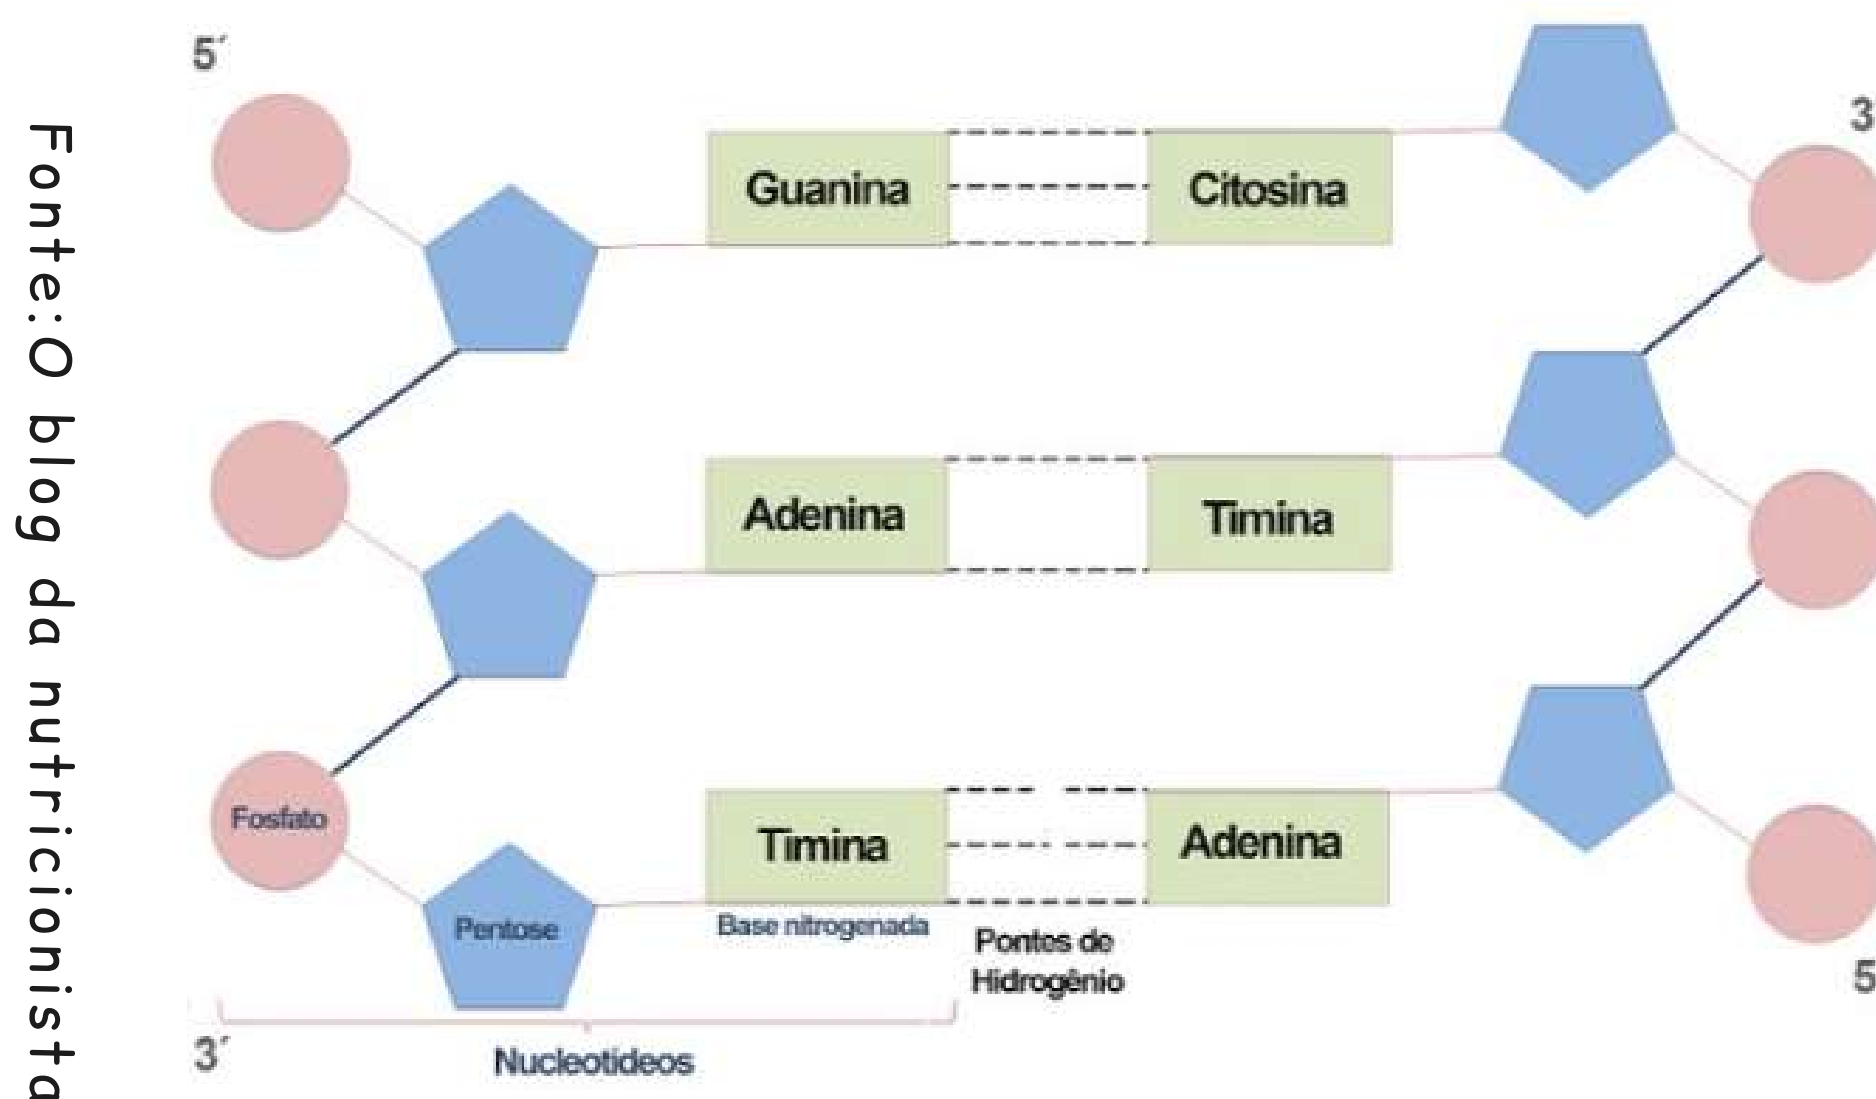 Fonte:O blog da nutricionista
5´
3
Guanina
Citosina
Adenina
Timina
Timina
Adenina
Fosfato
Pentose
Base nitrogenada
Pontes de
Hidrogênio
5
3´
Nucleotídeos